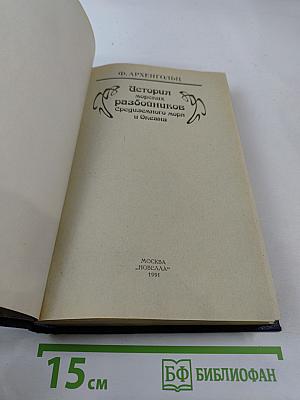 Ф. АРХЕНГОЛЬЦ
История
морских
разбойников
Средиземного моря
и Океана
МОСКВА
„НОВЕЛЛА"
1991
15 см
БФ БИБЛИОФАН